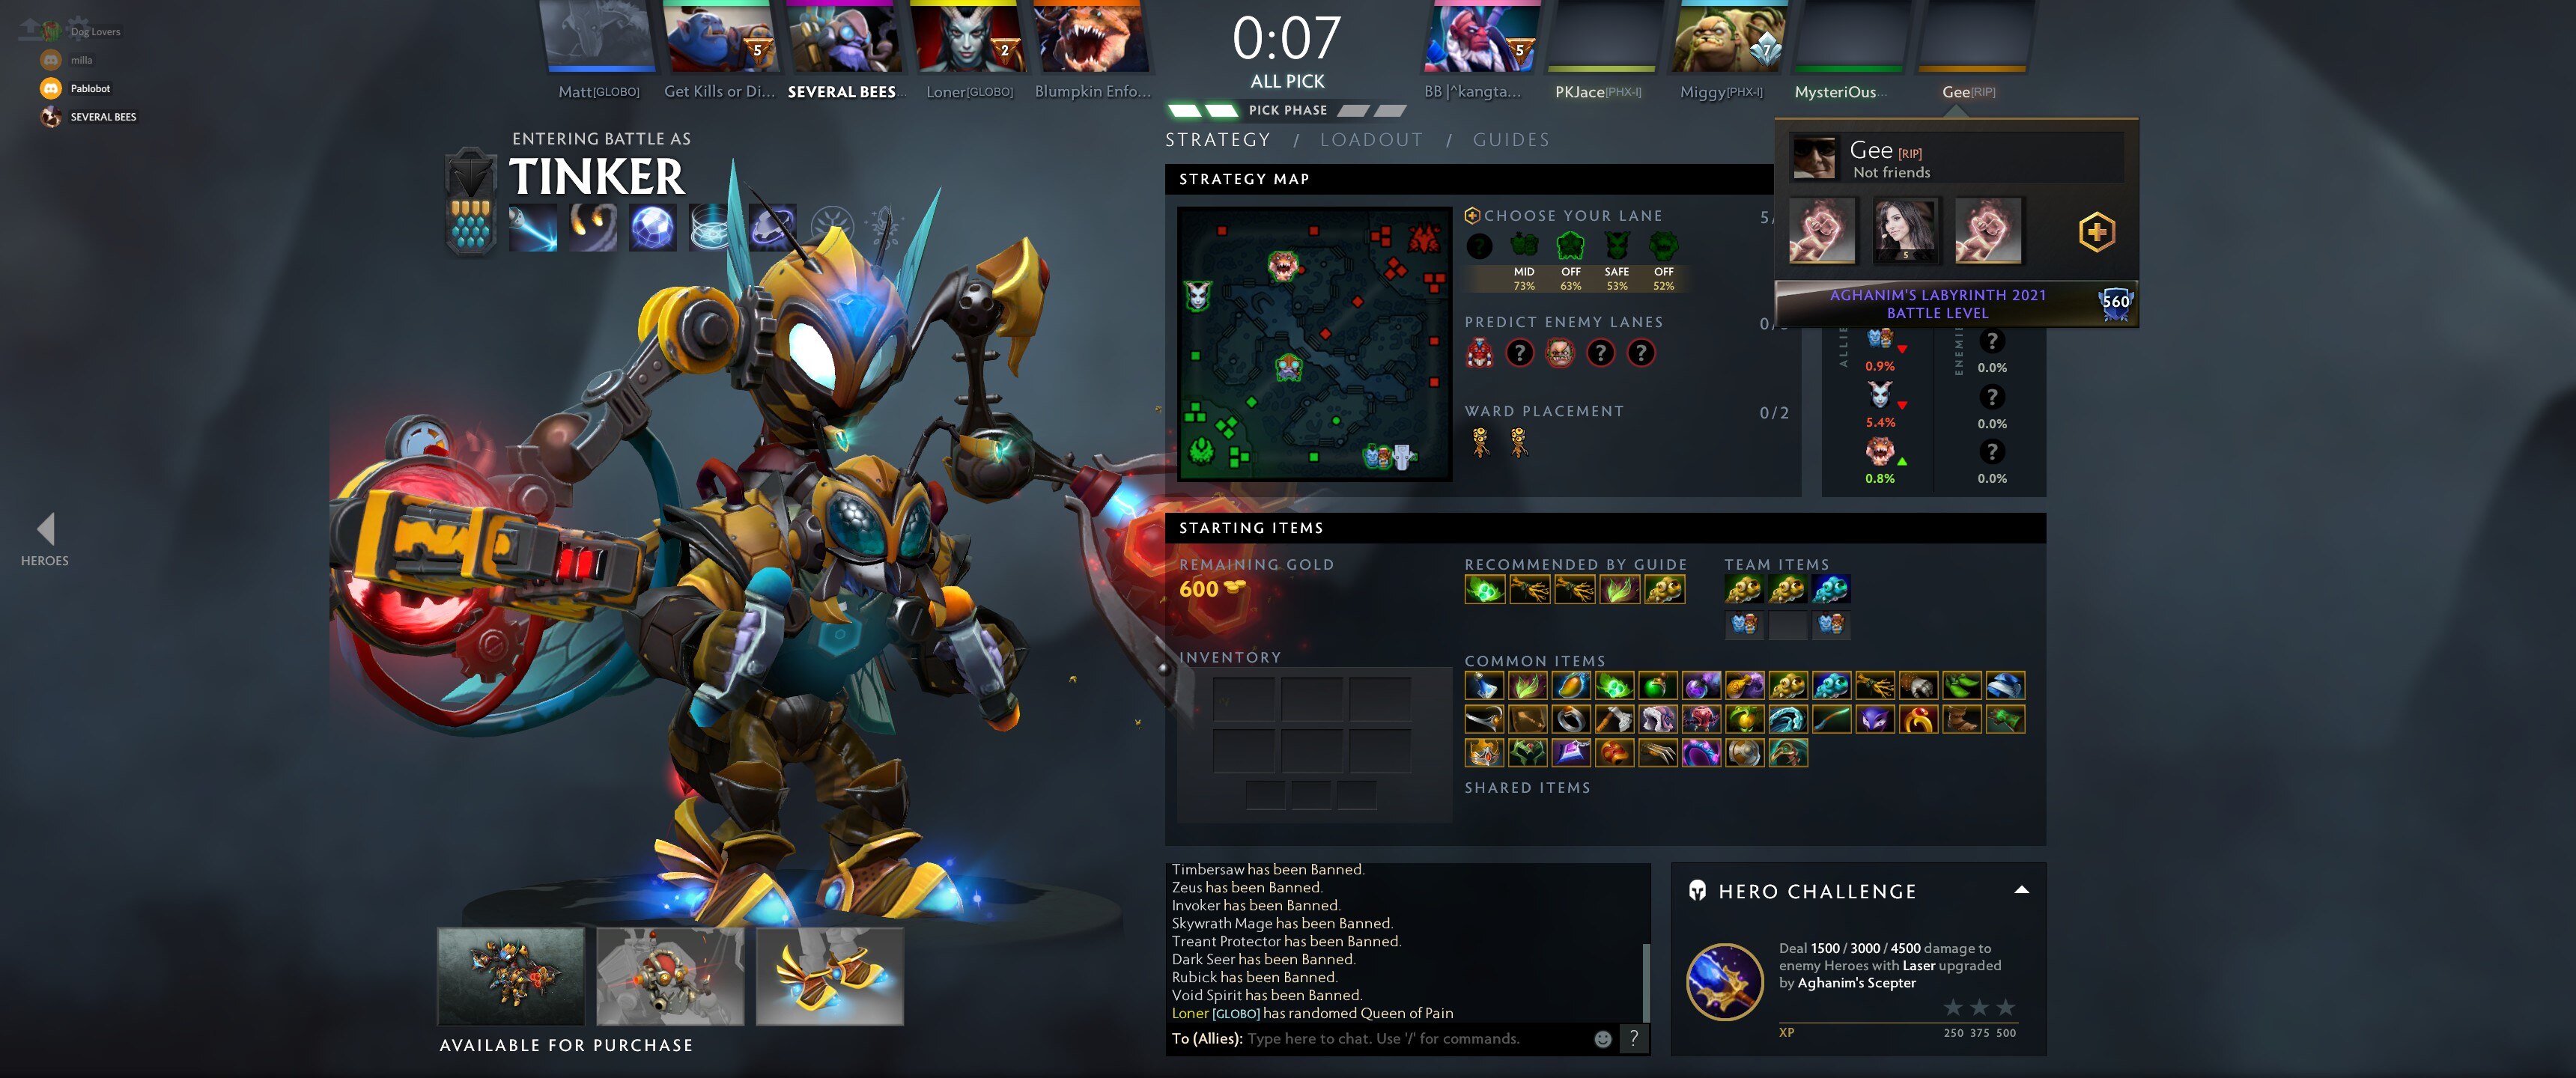 Dog Lovers
milla
Pablobot
SEVERAL BEES
5
2
0:07
ALL PICK
PICK PHASE
5
7
Matt[GLOBO]
Get Kills or Di...
SEVERAL BEES...
Loner[GLOBO]
Blumpkin Enfo...
BB |^kangta...
PKJace[PHX-I]
Miggy[PHX-I]
MysteriOus...
Gee[RIP]
ENTERING BATTLE AS
TINKER
STRATEGY / LOADOUT / GUIDES
Gee [RIP]
Not friends
5
AGHANIM'S LABYRINTH 2021
BATTLE LEVEL
560
STRATEGY MAP
CHOOSE YOUR LANE
5/
MID OFF SAFE OFF
73% 63% 53% 52%
PREDICT ENEMY LANES
0/
? ? ? ?
WARD PLACEMENT
0/2
0.9%
0.0%
5.4%
0.0%
0.8%
0.0%
HEROES
STARTING ITEMS
REMAINING GOLD
600
RECOMMENDED BY GUIDE
TEAM ITEMS
INVENTORY
COMMON ITEMS
SHARED ITEMS
Timbersaw has been Banned.
Zeus has been Banned.
Invoker has been Banned.
Skywrath Mage has been Banned.
Treant Protector has been Banned.
Dark Seer has been Banned.
Rubick has been Banned.
Void Spirit has been Banned.
Loner [GLOBO] has randomed Queen of Pain
To (Allies): Type here to chat. Use '/' for commands.
?
HERO CHALLENGE
Deal 1500 / 3000 / 4500 damage to
enemy Heroes with Laser upgraded
by Aghanim's Scepter
XP
250 375 500
AVAILABLE FOR PURCHASE